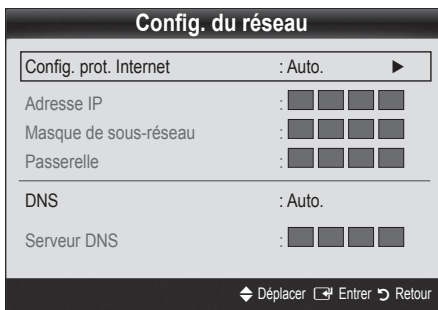 Config. du réseau
Config. prot. Internet : Auto. ►
Adresse IP :
Masque de sous-réseau :
Passerelle :
DNS : Auto.
Serveur DNS :
Déplacer Entrer Retour